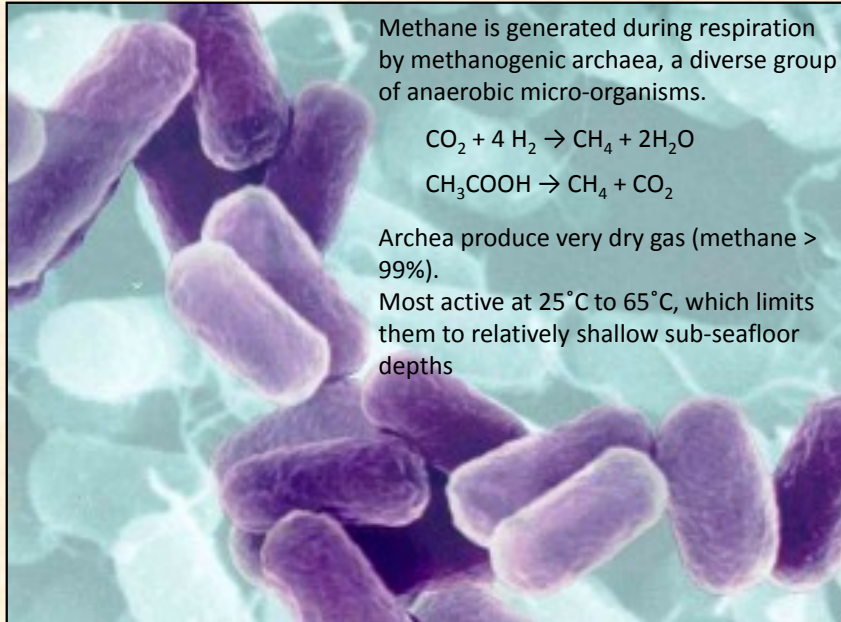 Methane is generated during respiration
by methanogenic archaea, a diverse group
of anaerobic micro-organisms.
CO₂ + 4 H₂ → CH₄ + 2H₂O
CH₃COOH → CH₄ + CO₂
Archea produce very dry gas (methane >
99%).
Most active at 25˚C to 65˚C, which limits
them to relatively shallow sub-seafloor
depths